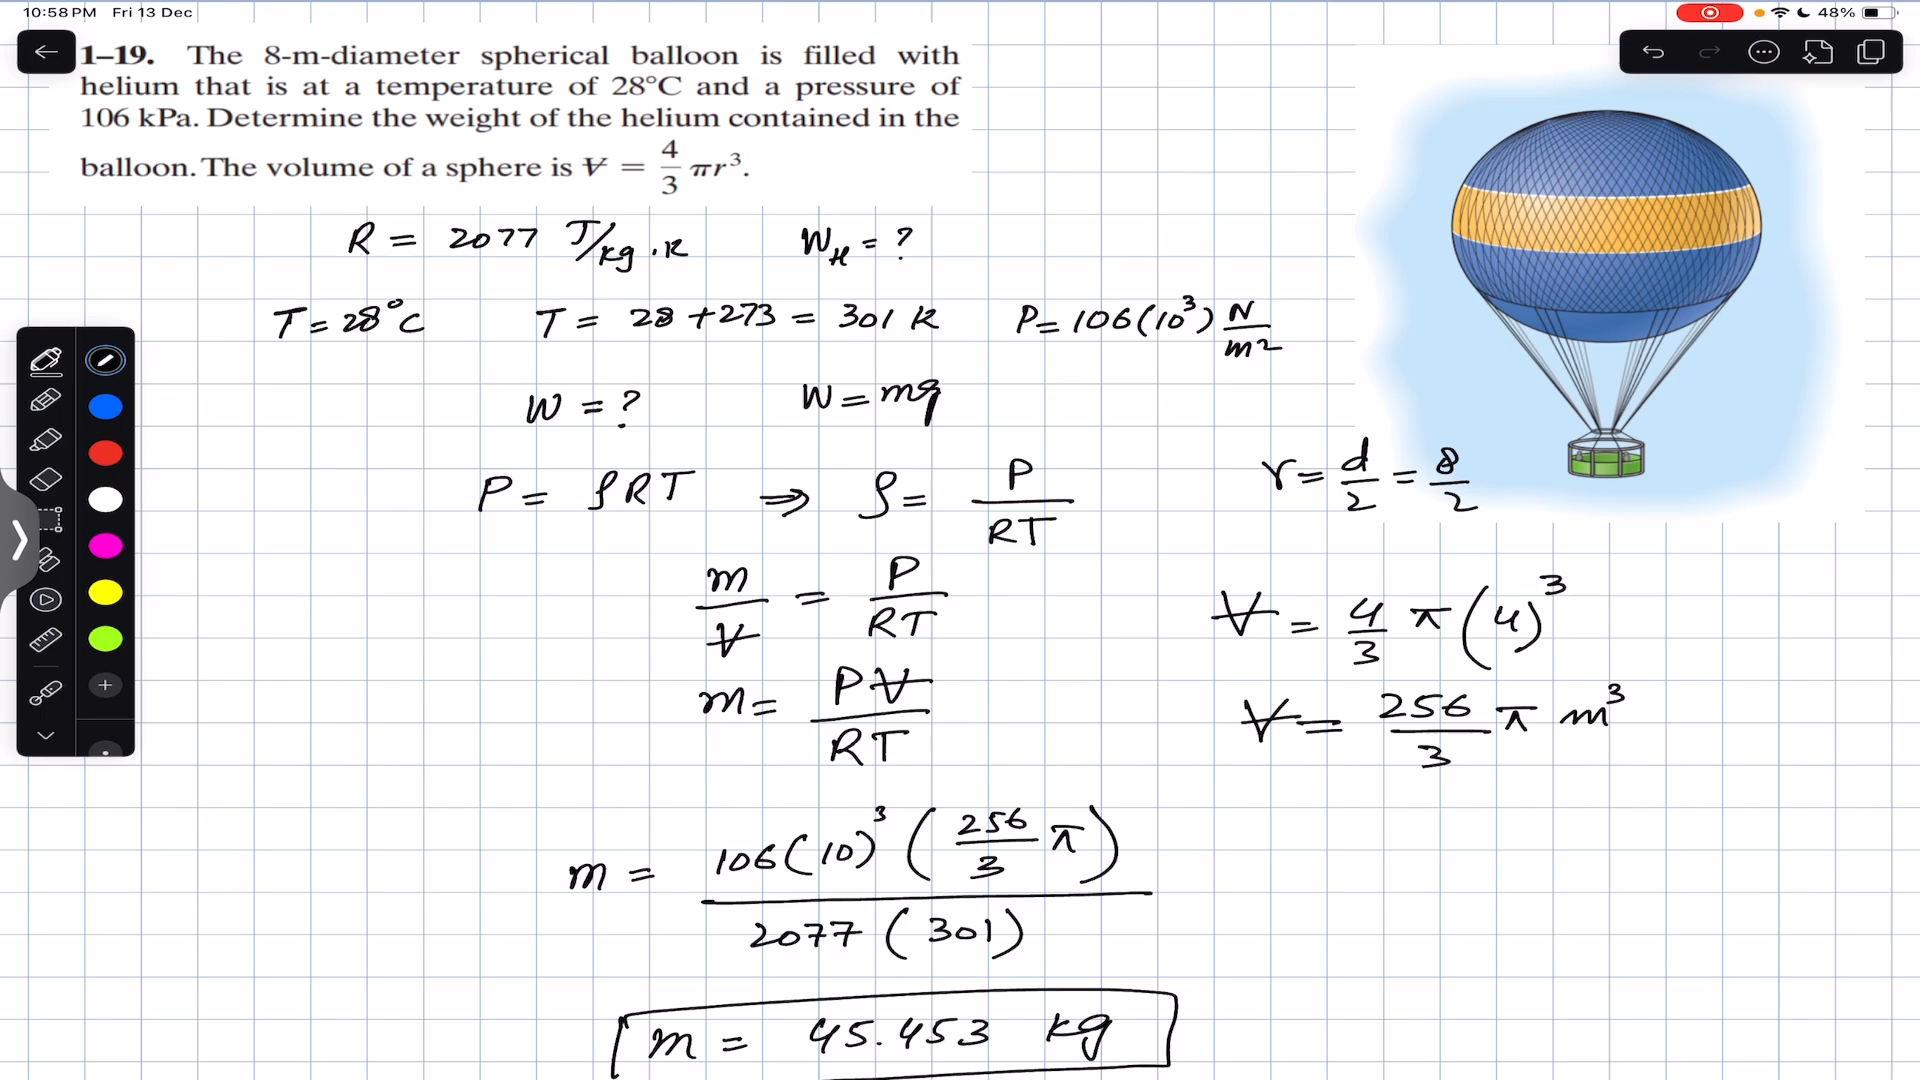 10:58 PM Fri 13 Dec
48%
1–19. The 8-m-diameter spherical balloon is filled with
helium that is at a temperature of 28°C and a pressure of
106 kPa. Determine the weight of the helium contained in the
balloon. The volume of a sphere is V = 4/3 πr³.
R = 2077 J/kg.K W_H = ?
T = 28°C T = 28 + 273 = 301 K P = 106(10³) N/m²
W = ? W = mg
P = ρRT ⇒ ρ = P/RT
r = d/2 = 8/2
m/V = P/RT
V = 4/3 π (4)³
m = PV/RT
V = 256/3 π m³
m = 106(10)³ (256/3 π) / 2077 (301)
m = 45.453 kg